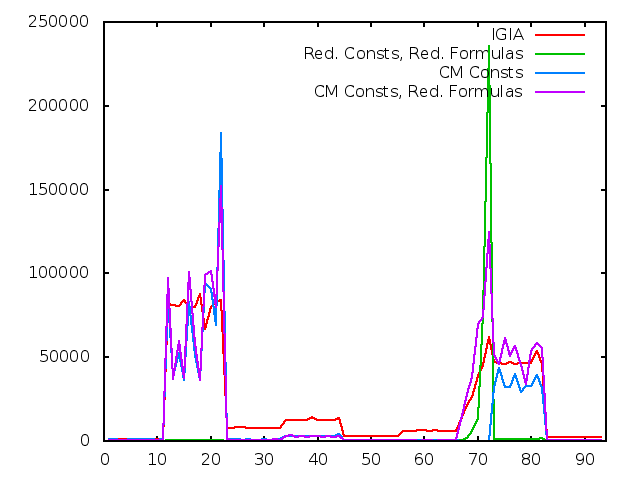 250000
200000
150000
100000
50000
0
IGIA
Red. Consts, Red. Formulas
CM Consts
CM Consts, Red. Formulas
0 10 20 30 40 50 60 70 80 90